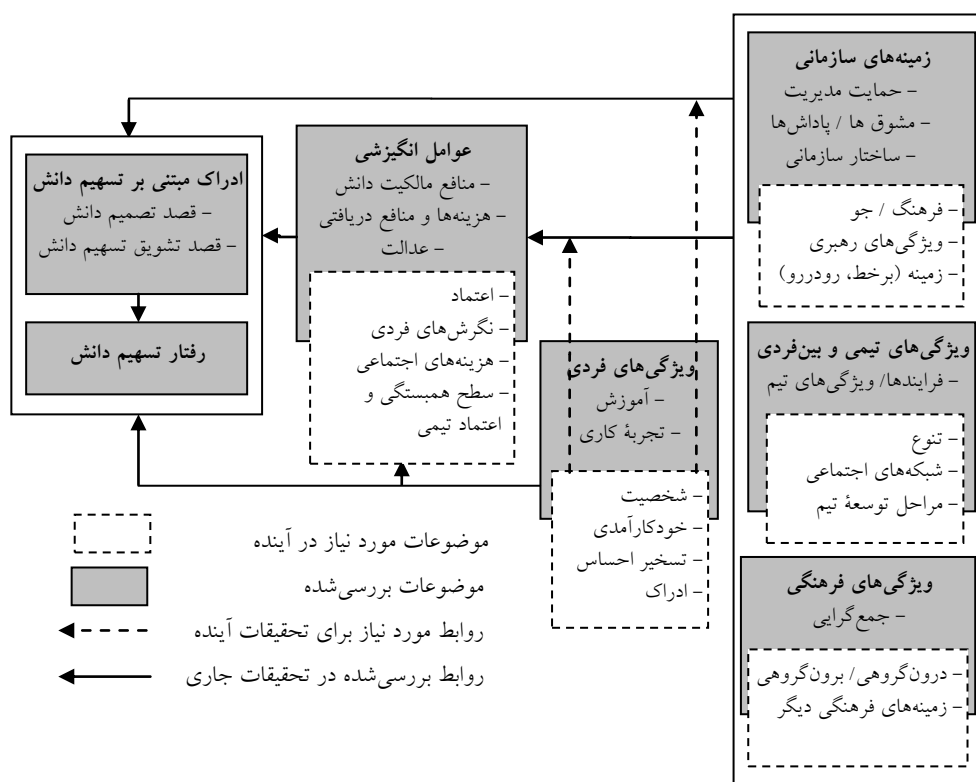 زمینه‌های سازمانی
– حمایت مدیریت
– مشوق ها / پاداش‌ها
– ساختار سازمانی
– فرهنگ / جو
– ویژگی‌های رهبری
– زمینه (برخط، رودررو)
ویژگی‌های تیمی و بین‌فردی
– فرایندها/ ویژگی‌های تیم
– تنوع
– شبکه‌های اجتماعی
– مراحل توسعهٔ تیم
ویژگی‌های فرهنگی
– جمع‌گرایی
– درون‌گروهی/ برون‌گروهی
– زمینه‌های فرهنگی دیگر
ویژگی‌های فردی
– آموزش
– تجربهٔ کاری
– شخصیت
– خودکارآمدی
– تسخیر احساس
– ادراک
عوامل انگیزشی
– منافع مالکیت دانش
– هزینه‌ها و منافع دریافتی
– عدالت
– اعتماد
– نگرش‌های فردی
– هزینه‌های اجتماعی
– سطح همبستگی و
اعتماد تیمی
ادراک مبتنی بر تسهیم دانش
– قصد تصمیم دانش
– قصد تشویق تسهیم دانش
رفتار تسهیم دانش
موضوعات مورد نیاز در آینده
موضوعات بررسی‌شده
روابط مورد نیاز برای تحقیقات آینده
روابط بررسی‌شده در تحقیقات جاری